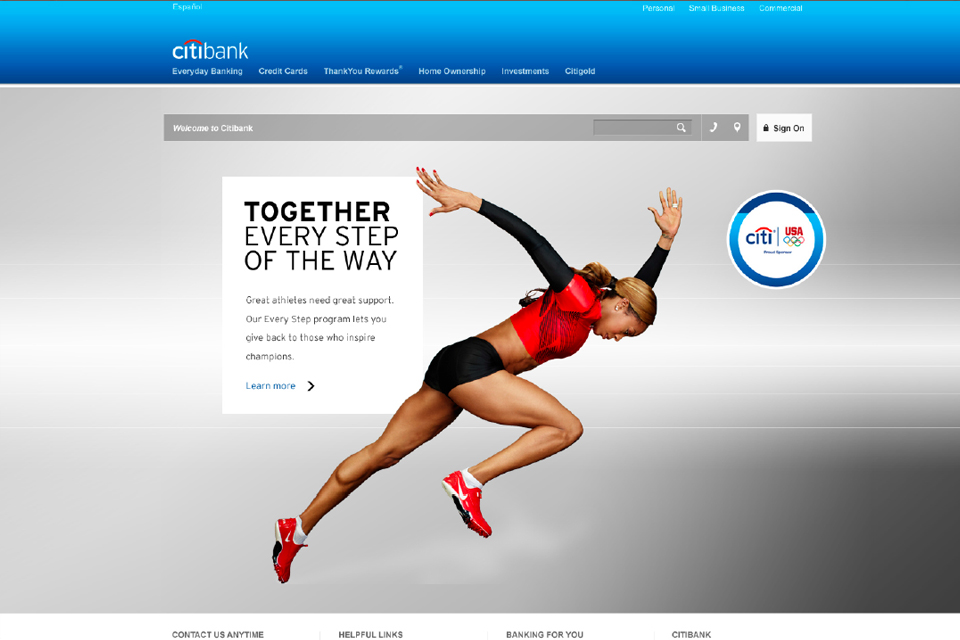 Español
Personal Small Business Commercial
citibank
Everyday Banking Credit Cards ThankYou Rewards® Home Ownership Investments Citigold
Welcome to Citibank
Sign On
TOGETHER
EVERY STEP
OF THE WAY
Great athletes need great support.
Our Every Step program lets you
give back to those who inspire
champions.
Learn more
citi USA
Proud Sponsor
CONTACT US ANYTIME HELPFUL LINKS BANKING FOR YOU CITIBANK